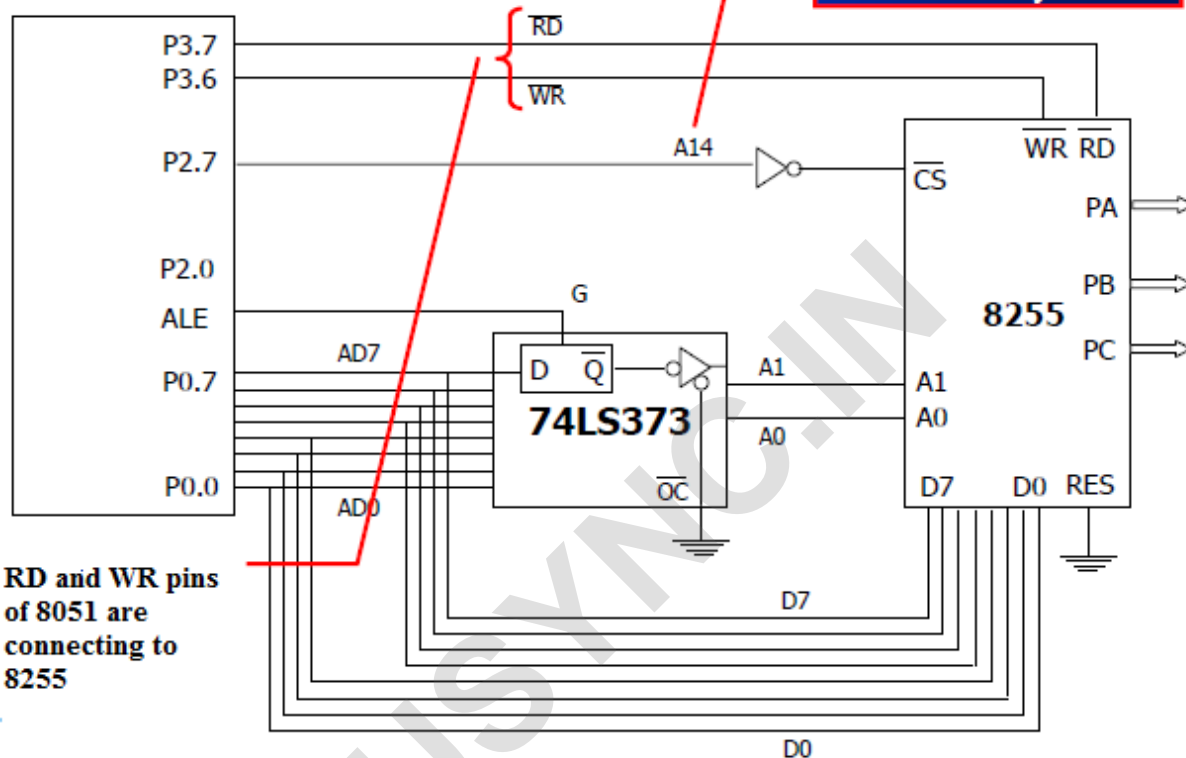 P3.7
RD
P3.6
WR
P2.7
A14
CS
WR RD
PA
P2.0
PB
G
ALE
8255
PC
AD7
P0.7
D Q
A1
A1
74LS373
A0
A0
P0.0
AD0
OC
D7 D0 RES
RD and WR pins
of 8051 are
connecting to
8255
D7
D0
USYNC.IN